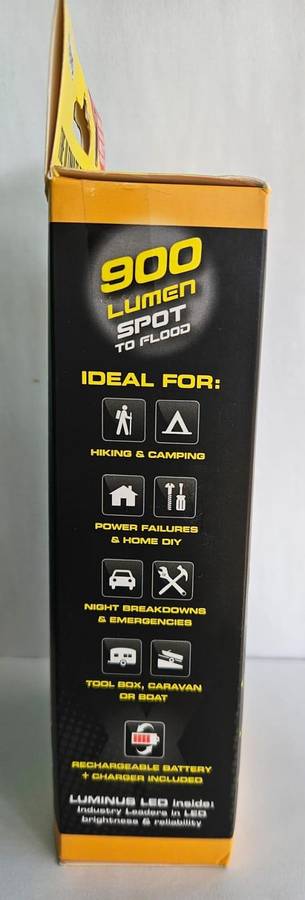 900
LUMEN
SPOT
TO FLOOD
IDEAL FOR:
HIKING & CAMPING
POWER FAILURES
& HOME DIY
NIGHT BREAKDOWNS
& EMERGENCIES
TOOL BOX, CARAVAN
OR BOAT
RECHARGEABLE BATTERY
+ CHARGER INCLUDED
LUMINUS LED inside:
Industry Leaders in LED
brightness & reliability